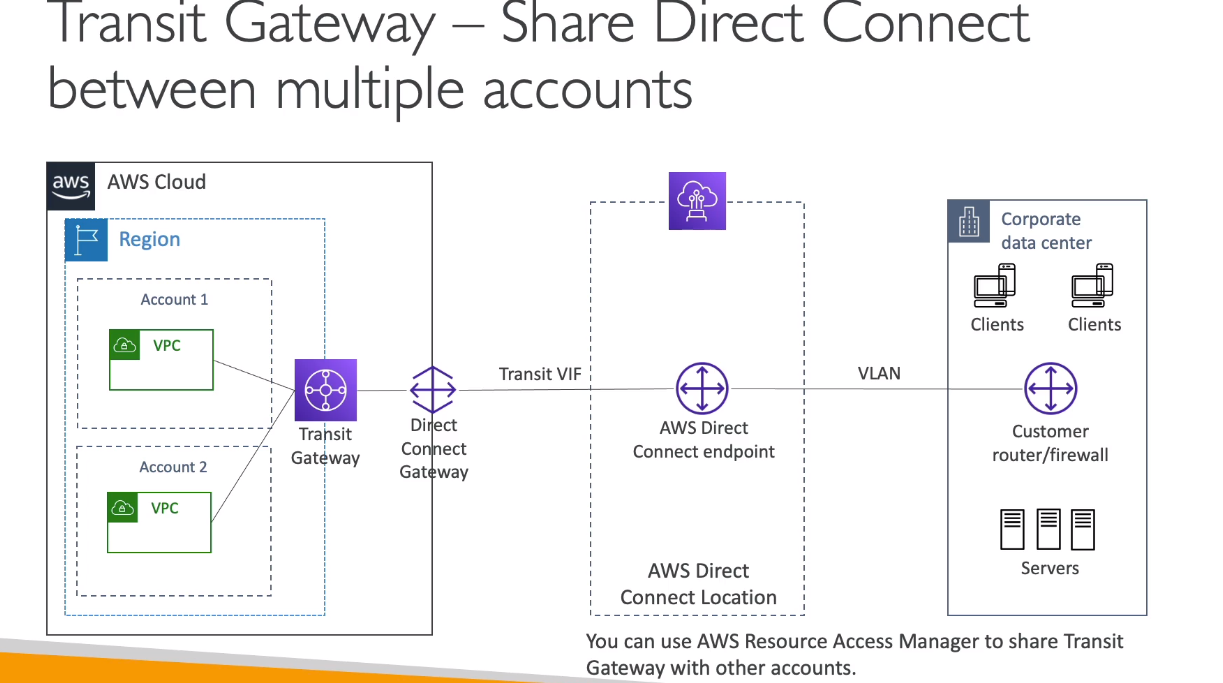 Transit Gateway – Share Direct Connect
between multiple accounts
aws
AWS Cloud
Region
Account 1
VPC
Account 2
VPC
Transit
Gateway
Direct
Connect
Gateway
Transit VIF
AWS Direct
Connect endpoint
AWS Direct
Connect Location
VLAN
Corporate
data center
Clients
Clients
Customer
router/firewall
Servers
You can use AWS Resource Access Manager to share Transit
Gateway with other accounts.